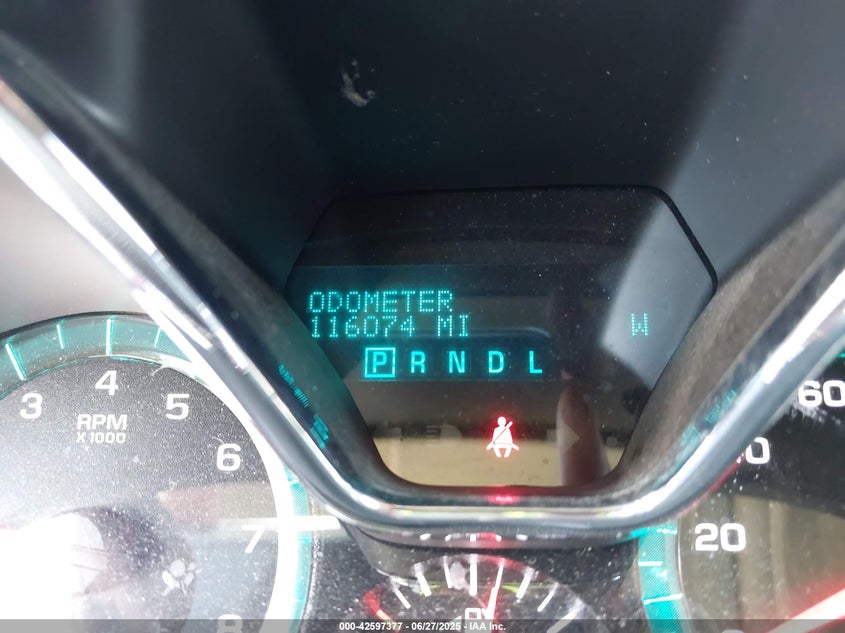 ODOMETER
116074 MI W
P R N D L
3 4 5 6 7 8
RPM
X 1000
20 60
000-42597377 - 06/27/2025 - IAA Inc.